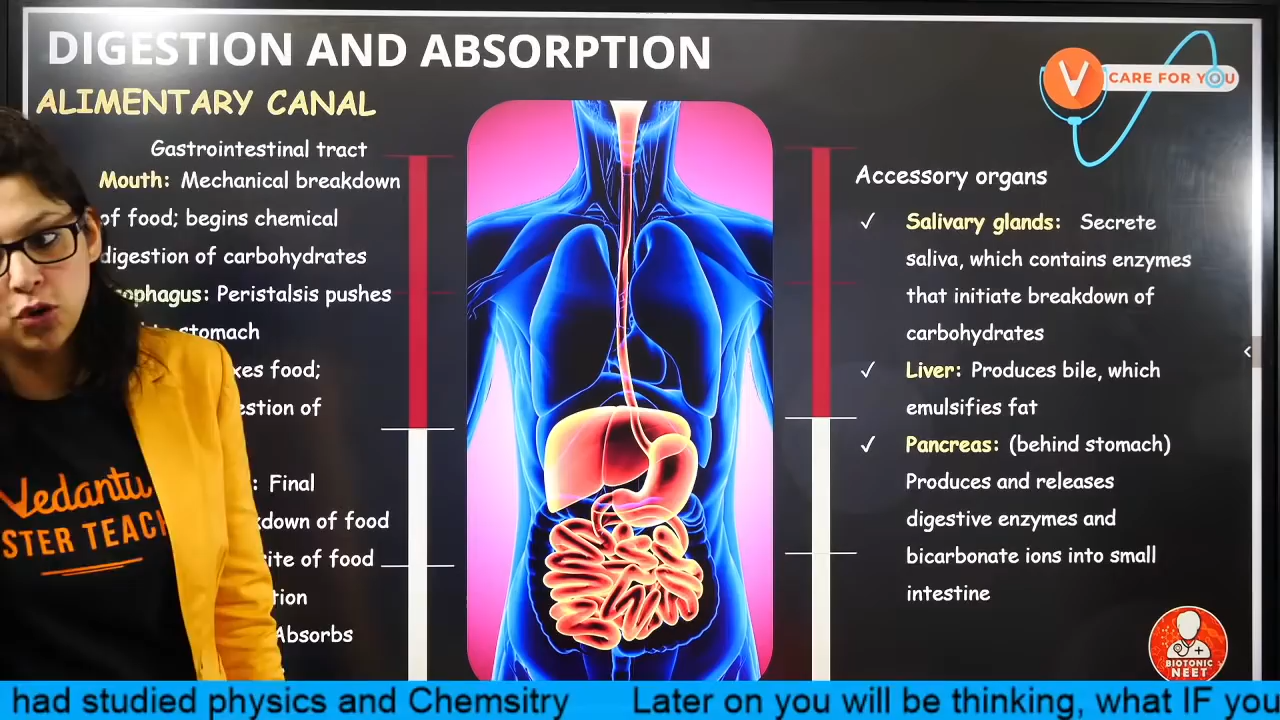 DIGESTION AND ABSORPTION
ALIMENTARY CANAL
Gastrointestinal tract
Mouth: Mechanical breakdown
of food; begins chemical
digestion of carbohydrates
ophagus: Peristalsis pushes
stomach
xes food;
estion of
: Final
kdown of food
ite of food
tion
Absorbs
V CARE FOR YOU
Accessory organs
✓ Salivary glands: Secrete
saliva, which contains enzymes
that initiate breakdown of
carbohydrates
✓ Liver: Produces bile, which
emulsifies fat
✓ Pancreas: (behind stomach)
Produces and releases
digestive enzymes and
bicarbonate ions into small
intestine
Vedantu
STER TEACH
BIOTONIC
NEET
had studied physics and Chemsitry Later on you will be thinking, what IF you